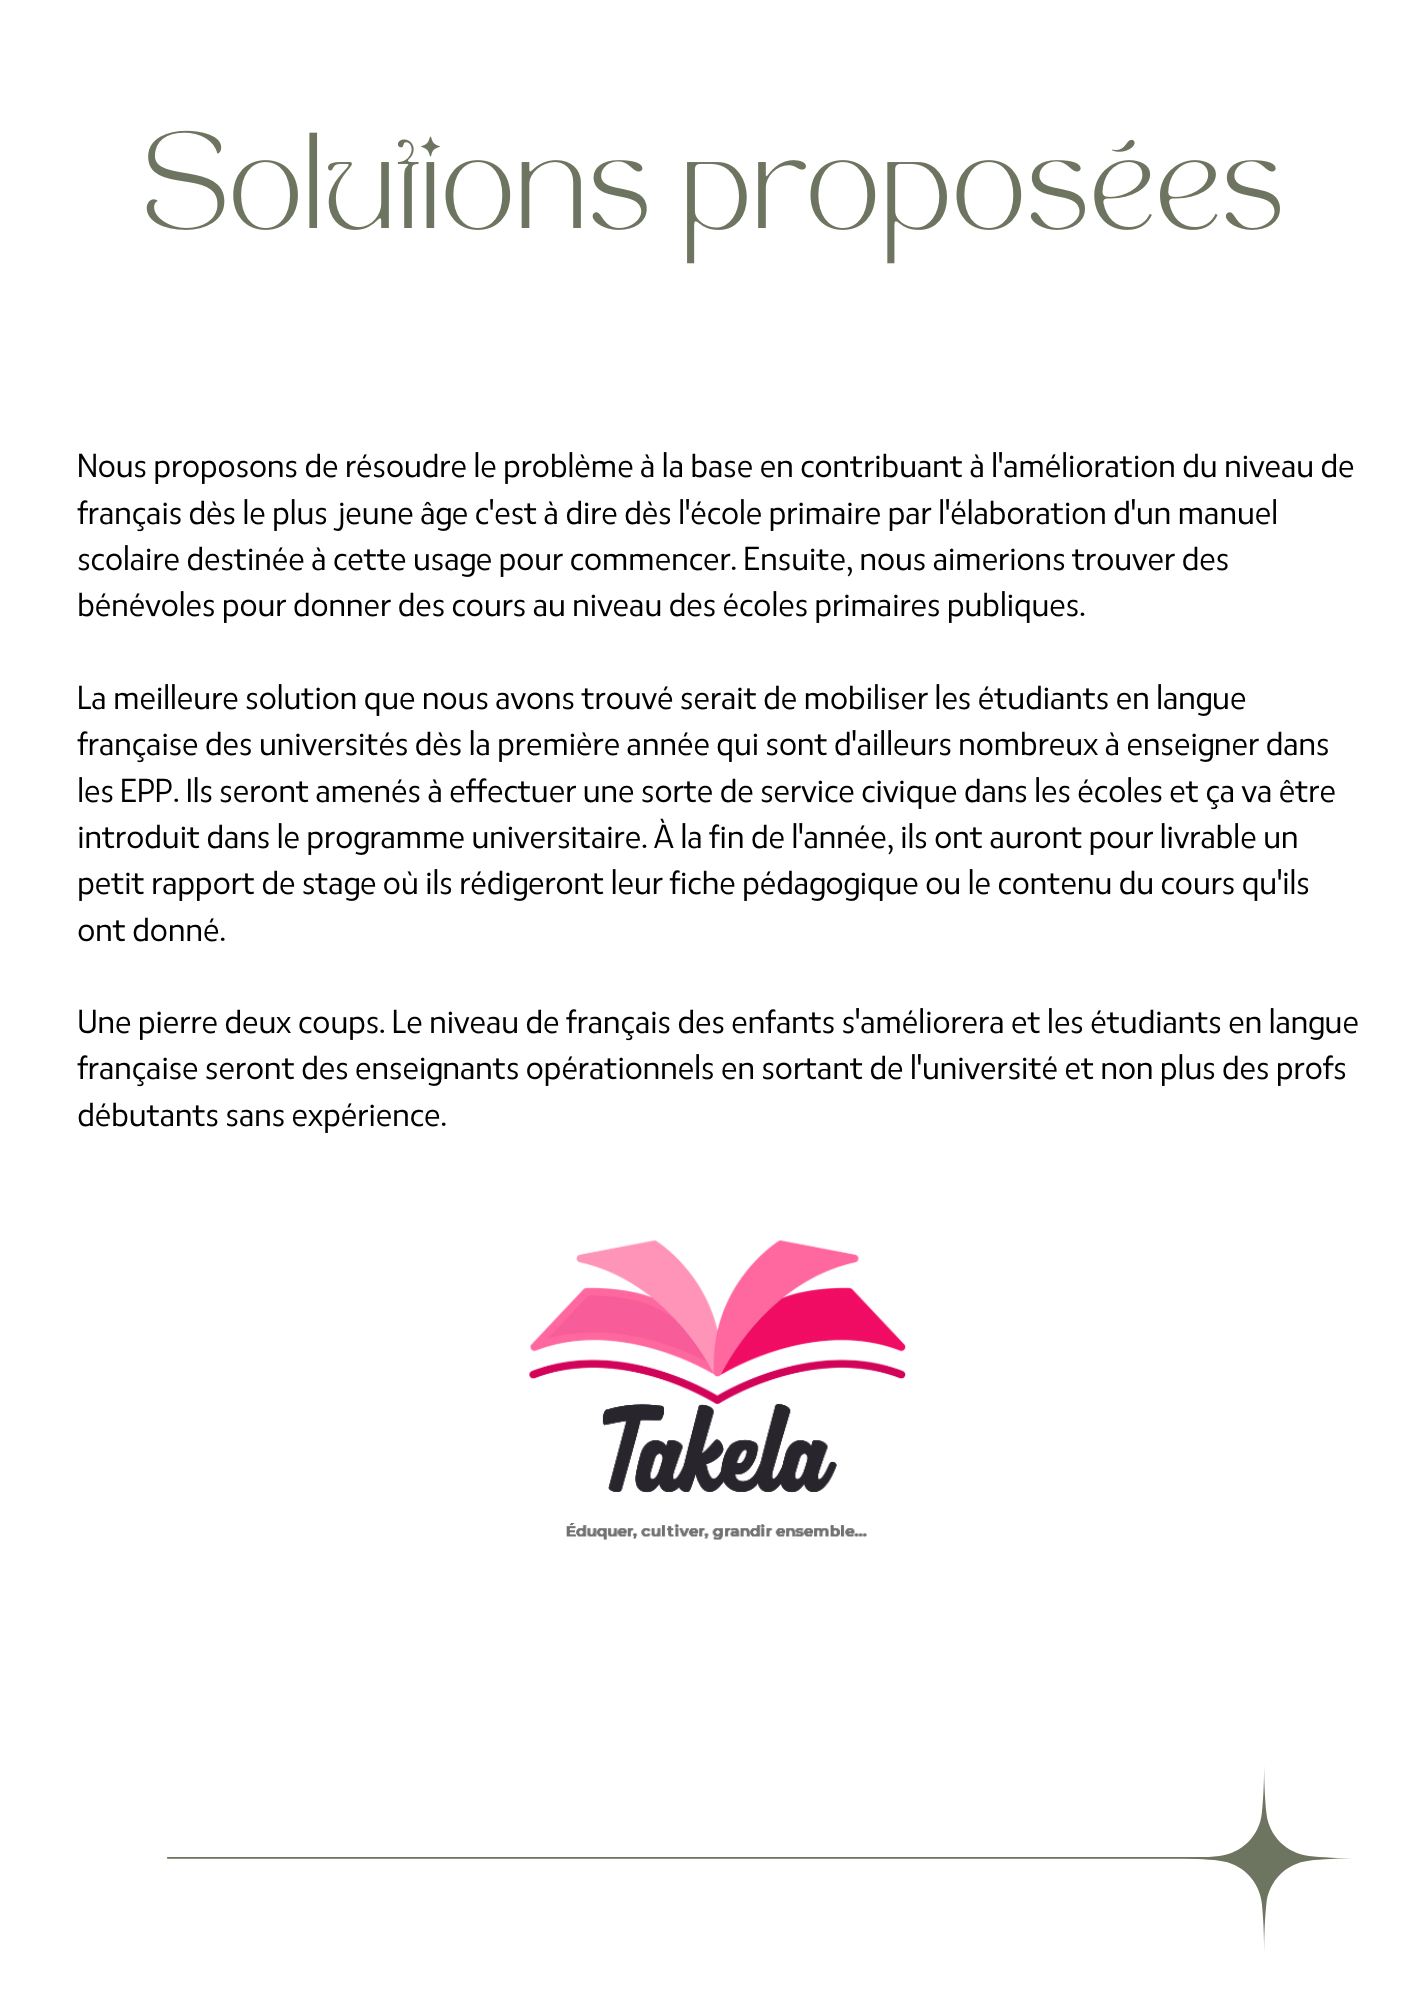 Solutions proposées
Nous proposons de résoudre le problème à la base en contribuant à l'amélioration du niveau de
français dès le plus jeune âge c'est à dire dès l'école primaire par l'élaboration d'un manuel
scolaire destinée à cette usage pour commencer. Ensuite, nous aimerions trouver des
bénévoles pour donner des cours au niveau des écoles primaires publiques.
La meilleure solution que nous avons trouvé serait de mobiliser les étudiants en langue
française des universités dès la première année qui sont d'ailleurs nombreux à enseigner dans
les EPP. Ils seront amenés à effectuer une sorte de service civique dans les écoles et ça va être
introduit dans le programme universitaire. À la fin de l'année, ils ont auront pour livrable un
petit rapport de stage où ils rédigeront leur fiche pédagogique ou le contenu du cours qu'ils
ont donné.
Une pierre deux coups. Le niveau de français des enfants s'améliorera et les étudiants en langue
française seront des enseignants opérationnels en sortant de l'université et non plus des profs
débutants sans expérience.
Takela
Éduquer, cultiver, grandir ensemble...